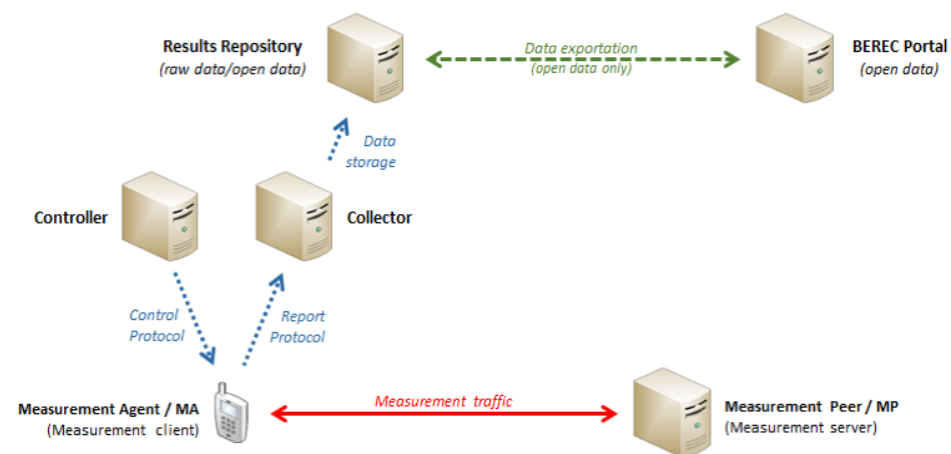 Results Repository
(raw data/open data)
Data exportation
(open data only)
BEREC Portal
(open data)
Data
storage
Controller
Collector
Control
Protocol
Report
Protocol
Measurement Agent / MA
(Measurement client)
Measurement traffic
Measurement Peer / MP
(Measurement server)